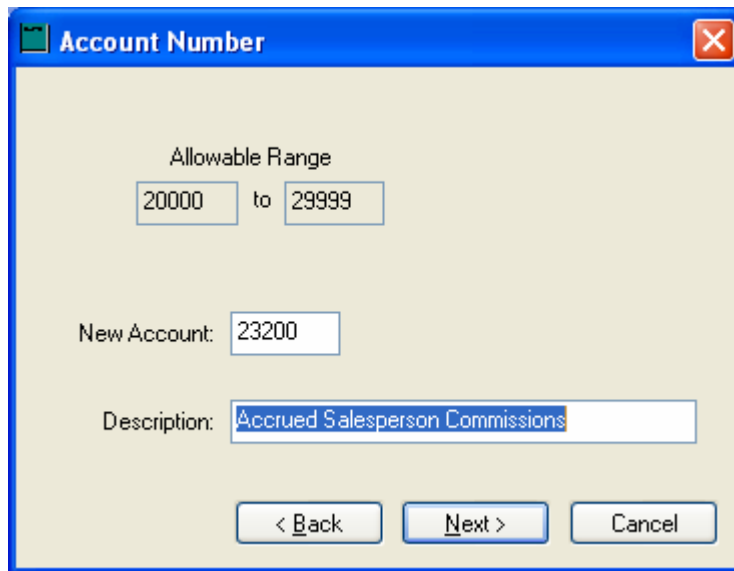 Account Number
Allowable Range
20000 to 29999
New Account: 23200
Description: Accrued Salesperson Commissions
< Back Next > Cancel